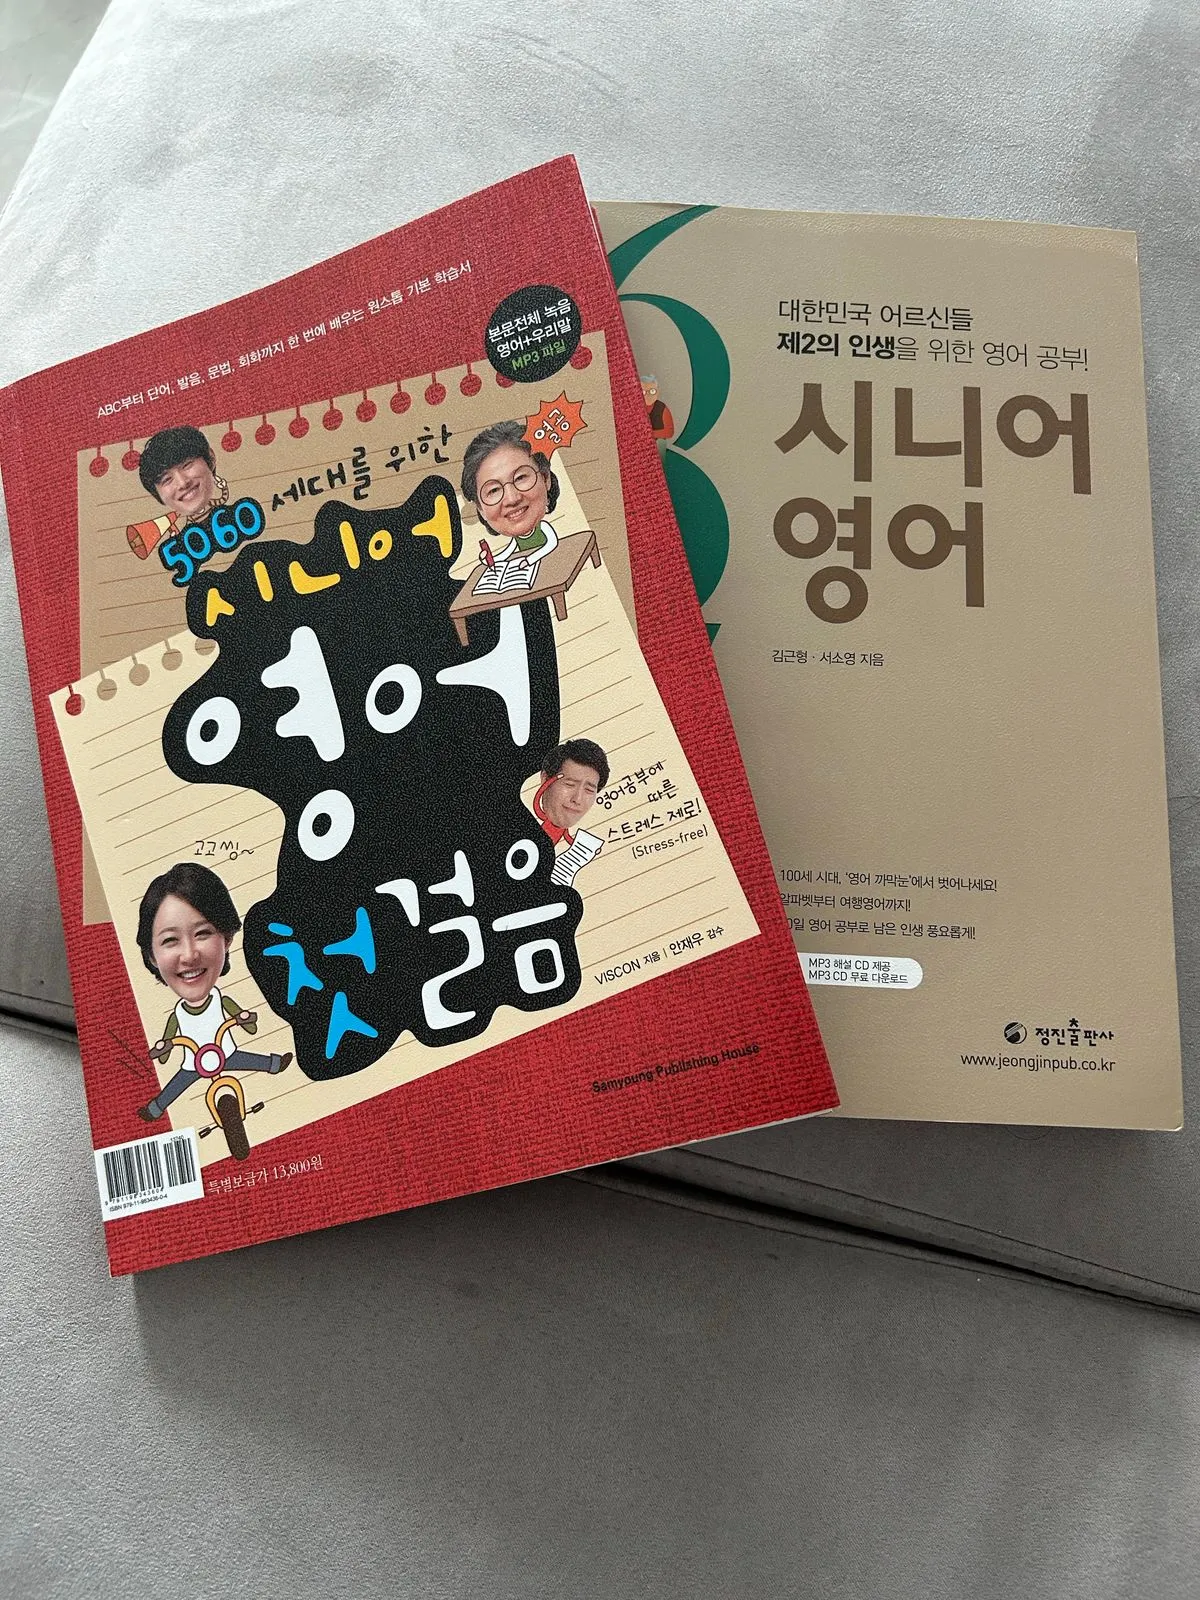 ABC부터 단어, 발음, 문법, 회화까지 한 번에 배우는 원스톱 기본 학습서
본문전체 녹음
영어+우리말
MP3 파일
열공
5060 세대를 위한
시니어
영어
첫걸음
영어공부에
따른
스트레스 제로!
(Stress-free)
고고씽~
VISCON 지음 | 안재우 감수
Samyoung Publishing House
특별보급가 13,800원
ISBN 979-11-963436-0-4
대한민국 어르신들
제2의 인생을 위한 영어 공부!
시니어
영어
김근형 · 서소영 지음
100세 시대, '영어 까막눈'에서 벗어나세요!
알파벳부터 여행영어까지!
0일 영어 공부로 남은 인생 풍요롭게!
MP3 해설 CD 제공
MP3 CD 무료 다운로드
정진출판사
www.jeongjinpub.co.kr